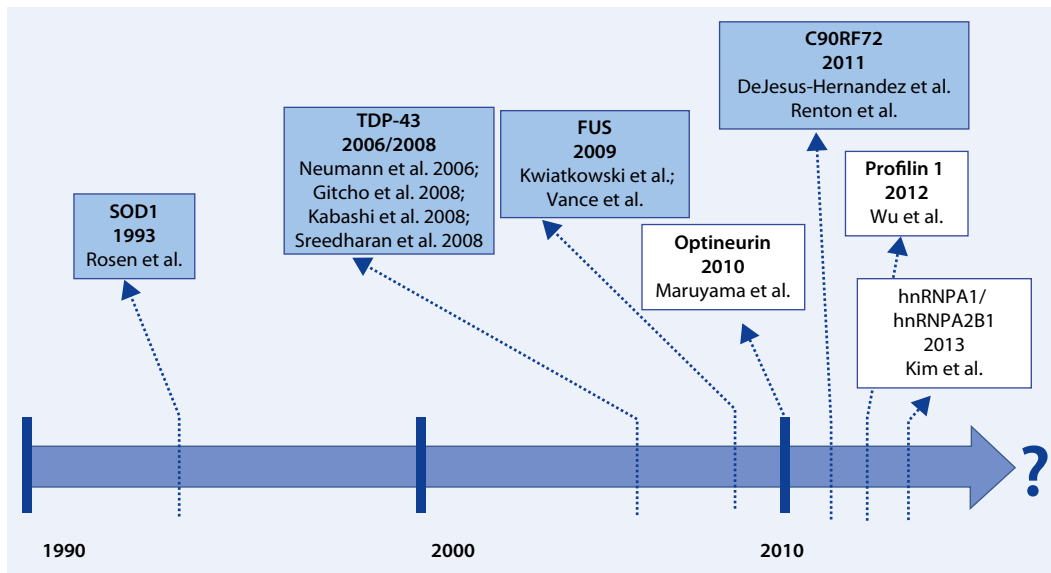 C90RF72
2011
DeJesus-Hernandez et al.
Renton et al.
TDP-43
2006/2008
Neumann et al. 2006;
Gitcho et al. 2008;
Kabashi et al. 2008;
Sreedharan et al. 2008
FUS
2009
Kwiatkowski et al.;
Vance et al.
Profilin 1
2012
Wu et al.
SOD1
1993
Rosen et al.
Optineurin
2010
Maruyama et al.
hnRNPA1/
hnRNPA2B1
2013
Kim et al.
?
1990
2000
2010